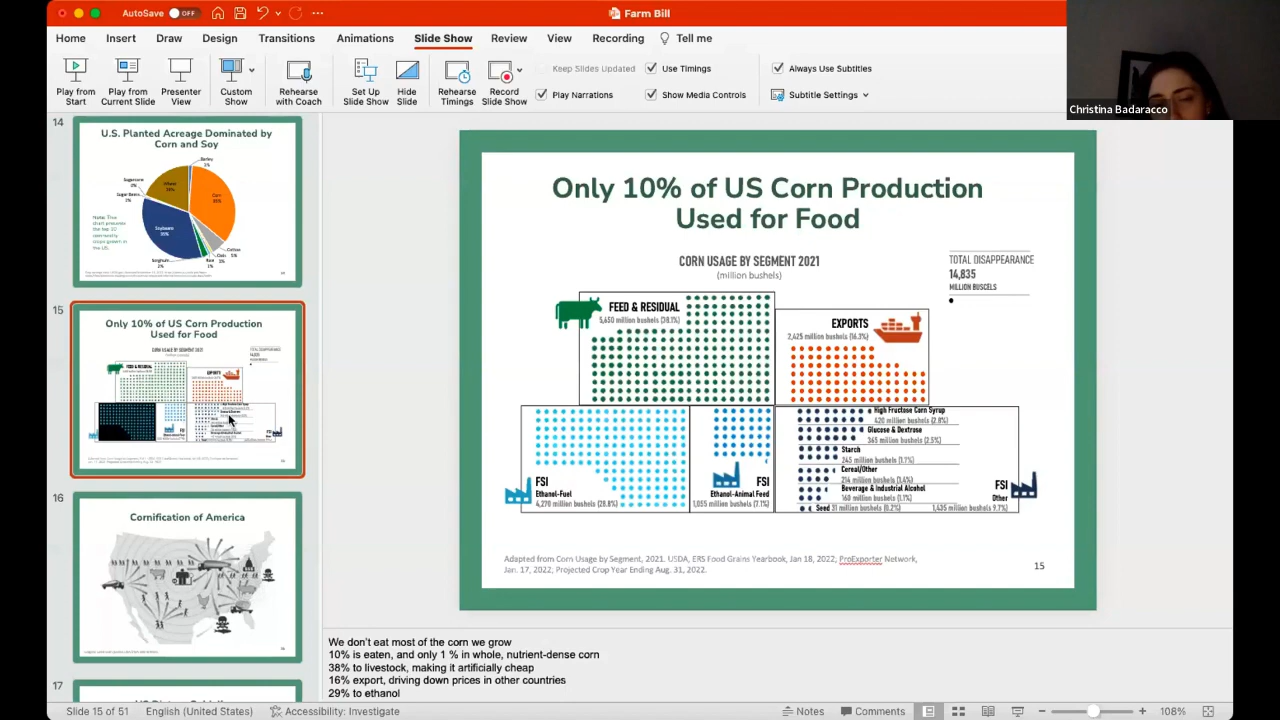 AutoSave OFF
Farm Bill
Home Insert Draw Design Transitions Animations Slide Show Review View Recording Tell me
Play from Start
Play from Current Slide
Presenter View
Custom Show
Rehearse with Coach
Set Up Slide Show
Hide Slide
Rehearse Timings
Record Slide Show
Keep Slides Updated
Use Timings
Always Use Subtitles
Play Narrations
Show Media Controls
Subtitle Settings
Christina Badaracco
14
U.S. Planted Acreage Dominated by
Corn and Soy
15
Only 10% of US Corn Production
Used for Food
16
Cornification of America
17
Only 10% of US Corn Production
Used for Food
CORN USAGE BY SEGMENT 2021
(million bushels)
TOTAL DISAPPEARANCE
14,835
MILLION BUSCELS
FEED & RESIDUAL
5,650 million bushels (38.1%)
EXPORTS
2,425 million bushels (16.3%)
FSI
Ethanol-Fuel
4,270 million bushels (28.8%)
FSI
Ethanol-Animal Feed
1,055 million bushels (7.1%)
High Fructose Corn Syrup
420 million bushels (2.8%)
Glucose & Dextrose
365 million bushels (2.5%)
Starch
245 million bushels (1.7%)
Cereal/Other
214 million bushels (1.4%)
Beverage & Industrial Alcohol
160 million bushels (1.1%)
Seed 31 million bushels (0.2%)
FSI
Other
1,435 million bushels 9.7%)
Adapted from Corn Usage by Segment, 2021. USDA, ERS Food Grains Yearbook, Jan 18, 2022; ProExporter Network,
Jan. 17, 2022; Projected Crop Year Ending Aug. 31, 2022.
15
We don't eat most of the corn we grow
10% is eaten, and only 1 % in whole, nutrient-dense corn
38% to livestock, making it artificially cheap
16% export, driving down prices in other countries
29% to ethanol
Slide 15 of 51 English (United States) Accessibility: Investigate Notes Comments 108%